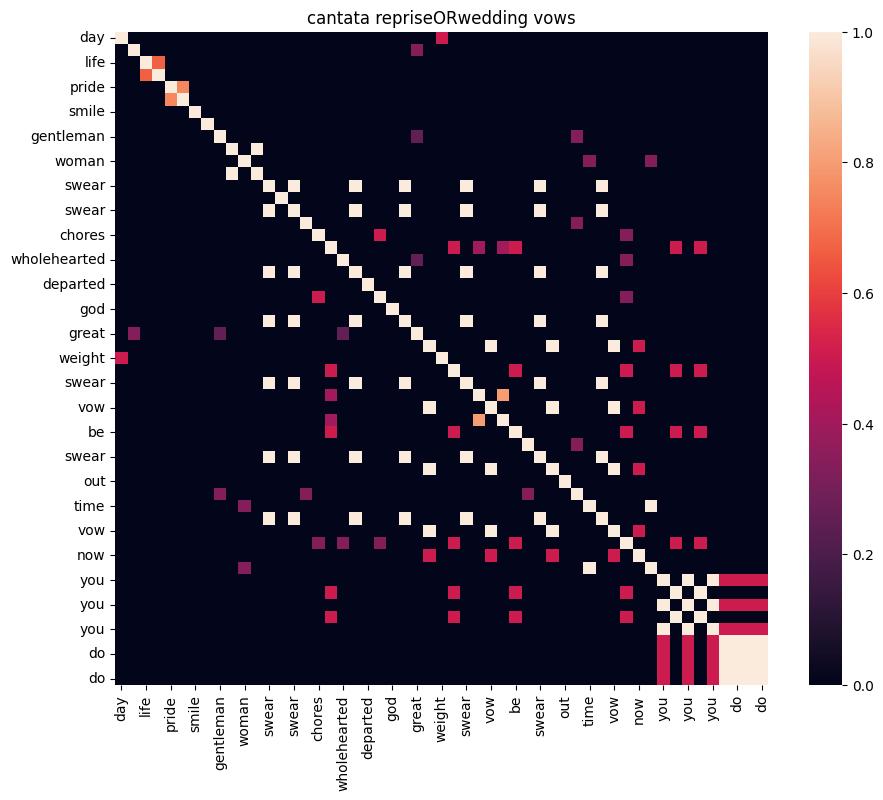 cantata repriseORwedding vows
day
life
pride
smile
gentleman
woman
swear
swear
chores
wholehearted
departed
god
great
weight
swear
vow
be
swear
out
time
vow
now
you
you
you
do
do
1.0
0.8
0.6
0.4
0.2
0.0
day
life
pride
smile
gentleman
woman
swear
swear
chores
wholehearted
departed
god
great
weight
swear
vow
be
swear
out
time
vow
now
you
you
you
do
do